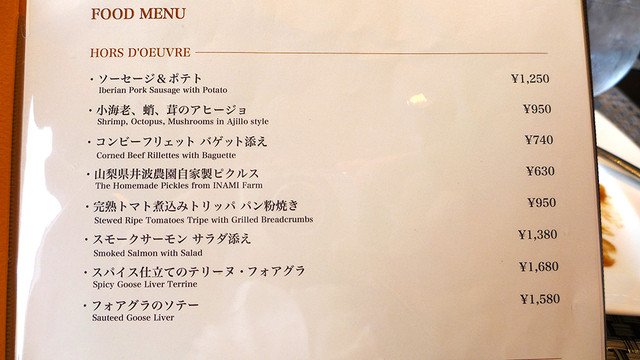 FOOD MENU
HORS D'OEUVRE
・ソーセージ＆ポテト ¥1,250
Iberian Pork Sausage with Potato
・小海老、蛸、茸のアヒージョ ¥950
Shrimp, Octopus, Mushrooms in Ajillo style
・コンビーフリェット バゲット添え ¥740
Corned Beef Rillettes with Baguette
・山梨県井波農園自家製ピクルス ¥630
The Homemade Pickles from INAMI Farm
・完熟トマト煮込みトリッパ パン粉焼き ¥950
Stewed Ripe Tomatoes Tripe with Grilled Breadcrumbs
・スモークサーモン サラダ添え ¥1,380
Smoked Salmon with Salad
・スパイス仕立てのテリーヌ・フォアグラ ¥1,680
Spicy Goose Liver Terrine
・フォアグラのソテー ¥1,580
Sauteed Goose Liver